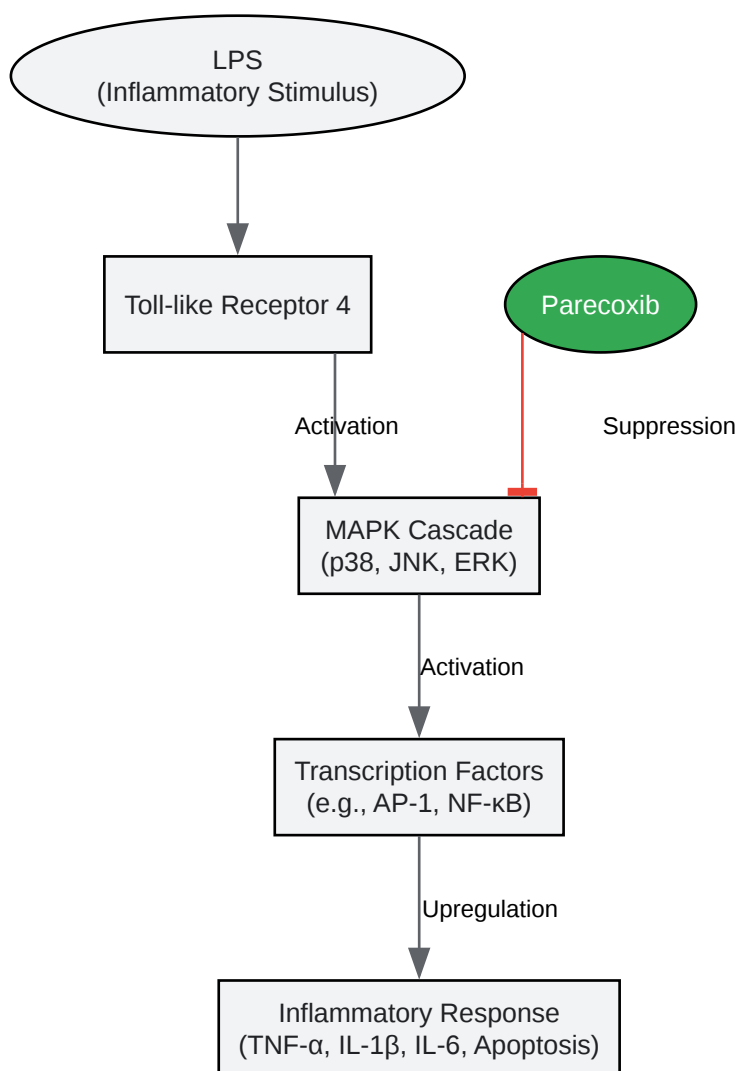 LPS
(Inflammatory Stimulus)
Toll-like Receptor 4
Parecoxib
Activation
Suppression
MAPK Cascade
(p38, JNK, ERK)
Activation
Transcription Factors
(e.g., AP-1, NF-κB)
Upregulation
Inflammatory Response
(TNF-α, IL-1β, IL-6, Apoptosis)